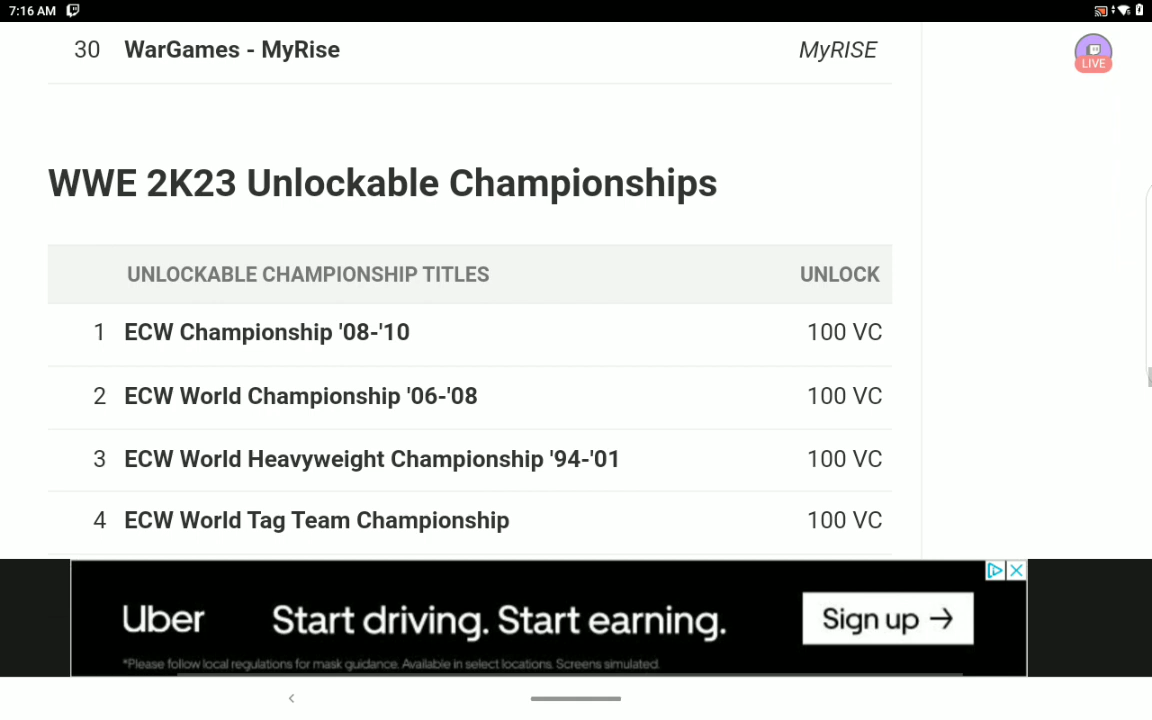 7:16 AM
30 WarGames - MyRise MyRISE
LIVE
WWE 2K23 Unlockable Championships
UNLOCKABLE CHAMPIONSHIP TITLES UNLOCK
1 ECW Championship '08-'10 100 VC
2 ECW World Championship '06-'08 100 VC
3 ECW World Heavyweight Championship '94-'01 100 VC
4 ECW World Tag Team Championship 100 VC
Uber Start driving. Start earning. Sign up →
*Please follow local regulations for mask guidance. Available in select locations. Screens simulated.